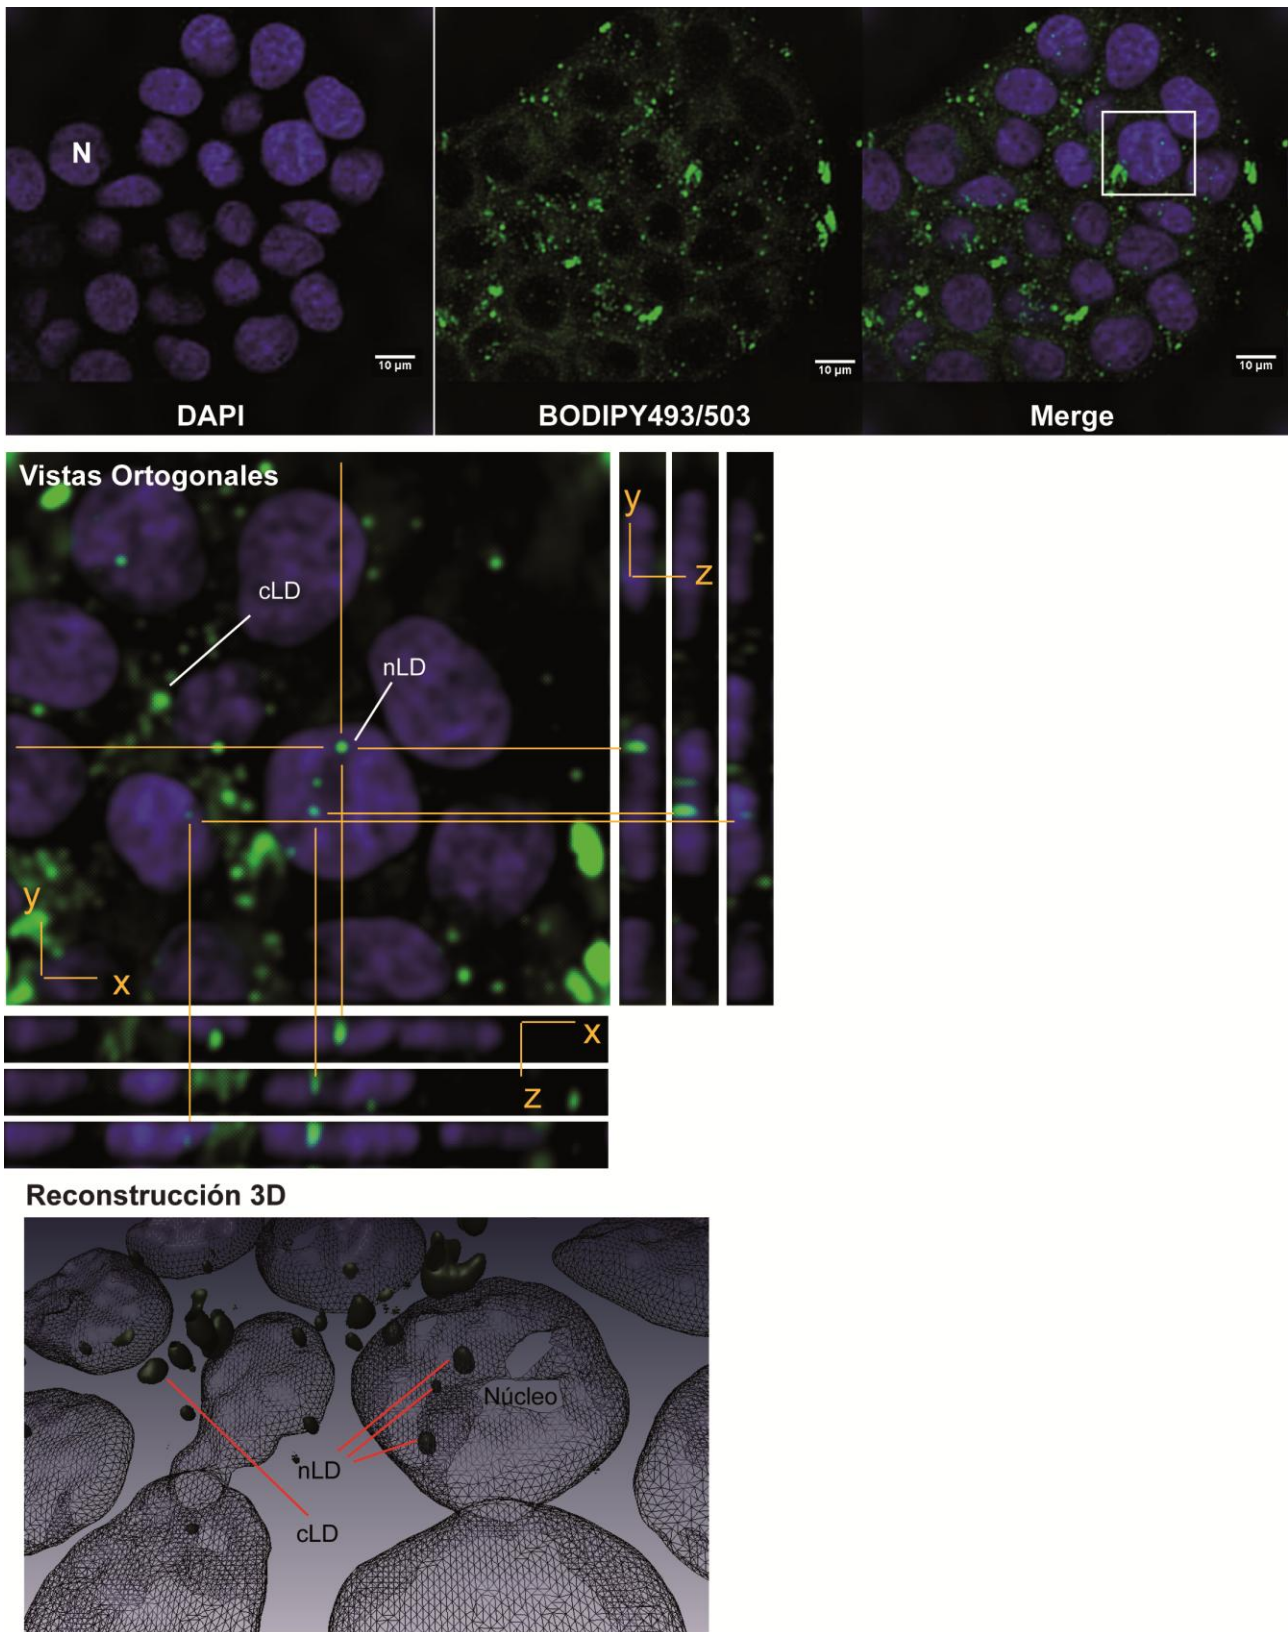 N
10 µm
10 µm
10 µm
DAPI
BODIPY493/503
Merge
Vistas Ortogonales
cLD
nLD
y
x
y
z
x
z
Reconstrucción 3D
Núcleo
nLD
cLD